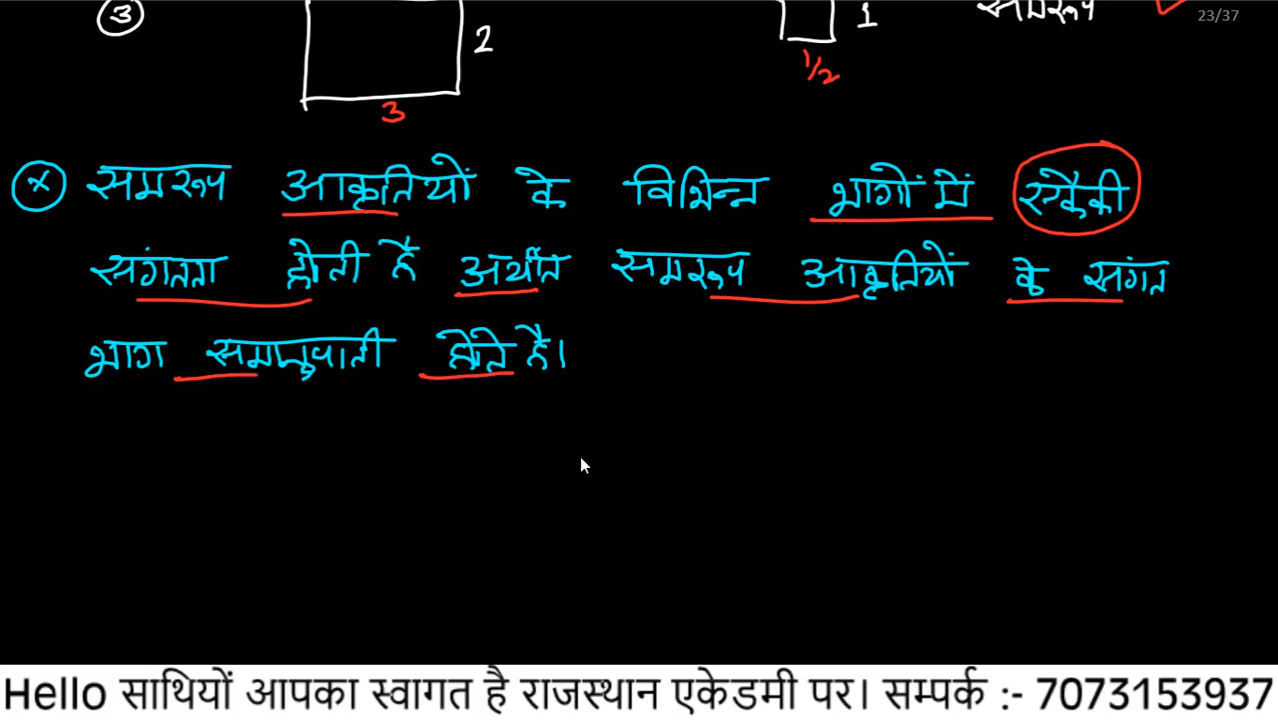 23/37
③ 2 1 समरूप
3 1/2
समरूप आकृतियों के विभिन्न भागों में एकैकी
संगतता होती है अर्थात समरूप आकृतियों के संगत
भाग समानुपाती होते है।
Hello साथियों आपका स्वागत है राजस्थान एकेडमी पर। सम्पर्क :- 7073153937